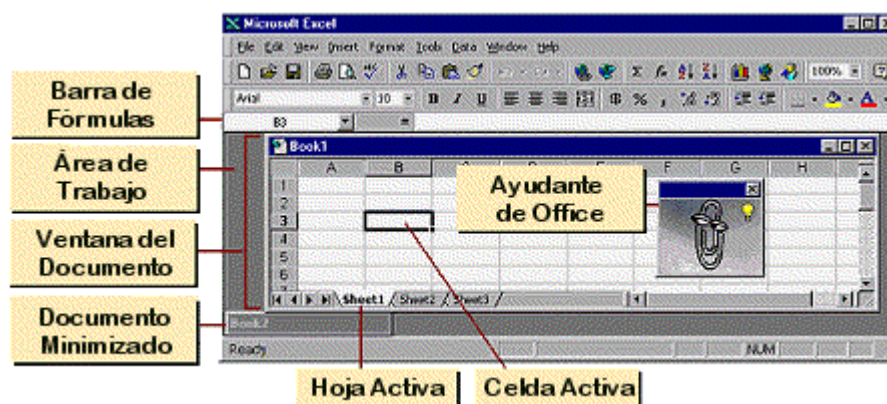 Microsoft Excel
File Edit View Insert Format Tools Data Window Help
100%
Arial 10 B I U % ,
B3 =
Barra de
Fórmulas
Book1
A B C D E F G H
1
2
3
4
5
6
Área de
Trabajo
Ayudante
de Office
Ventana del
Documento
Sheet1 Sheet2 Sheet3
Documento
Minimizado
Book2
Ready NUM
Hoja Activa
Celda Activa